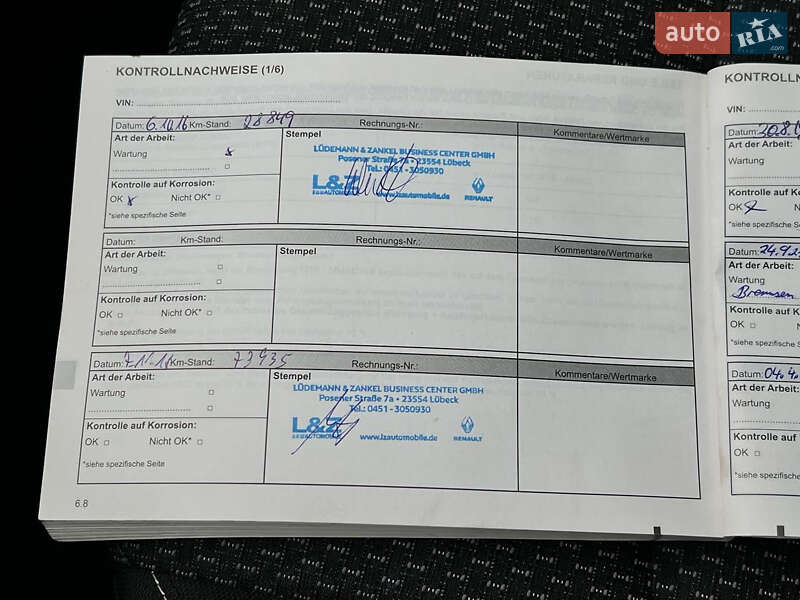 auto RIA.com
KONTROLLNACHWEISE (1/6)
VIN:
Datum: 6.10.16 Km-Stand: 28849 Rechnungs-Nr.: Kommentare/Wertmarke
Art der Arbeit: Stempel
Wartung
LÜDEMANN & ZANKEL BUSINESS CENTER GMBH
Posener Straße 7a • 23554 Lübeck
Tel.: 0451 - 3050930
Kontrolle auf Korrosion:
L&Z www.lzautomobile.de RENAULT
OK Nicht OK*
*siehe spezifische Seite
Datum: Km-Stand: Rechnungs-Nr.: Kommentare/Wertmarke
Art der Arbeit: Stempel
Wartung
Kontrolle auf Korrosion:
OK Nicht OK*
*siehe spezifische Seite
Datum: Km-Stand: 73935 Rechnungs-Nr.: Kommentare/Wertmarke
Art der Arbeit: Stempel
Wartung
LÜDEMANN & ZANKEL BUSINESS CENTER GMBH
Posener Straße 7a • 23554 Lübeck
Tel.: 0451 - 3050930
Kontrolle auf Korrosion:
L&Z www.lzautomobile.de RENAULT
OK Nicht OK*
*siehe spezifische Seite
6.8
VIN:
Datum:
Art der Arbeit:
Wartung
Kontrolle auf
OK
*siehe spezifische
Datum: 24.9.2
Art der Arbeit:
Wartung
Bremsen
Kontrolle auf
OK
*siehe spezifische
Datum: 04.4.
Art der Arbeit:
Wartung
Kontrolle auf
OK
*siehe spezifische